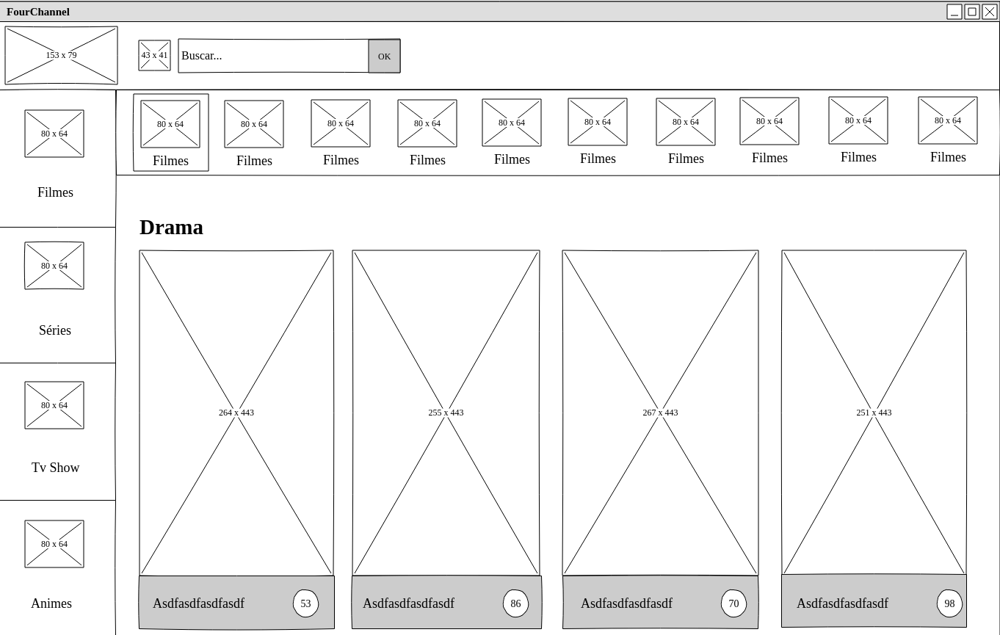 FourChannel
153 x 79
43 x 41
Buscar...
OK
80 x 64
Filmes
80 x 64
Séries
80 x 64
Tv Show
80 x 64
Animes
80 x 64 80 x 64 80 x 64 80 x 64 80 x 64 80 x 64 80 x 64 80 x 64 80 x 64 80 x 64
Filmes Filmes Filmes Filmes Filmes Filmes Filmes Filmes Filmes Filmes
Drama
264 x 443 255 x 443 267 x 443 251 x 443
Asdfasdfasdfasdf 53 Asdfasdfasdfasdf 86 Asdfasdfasdfasdf 70 Asdfasdfasdfasdf 98